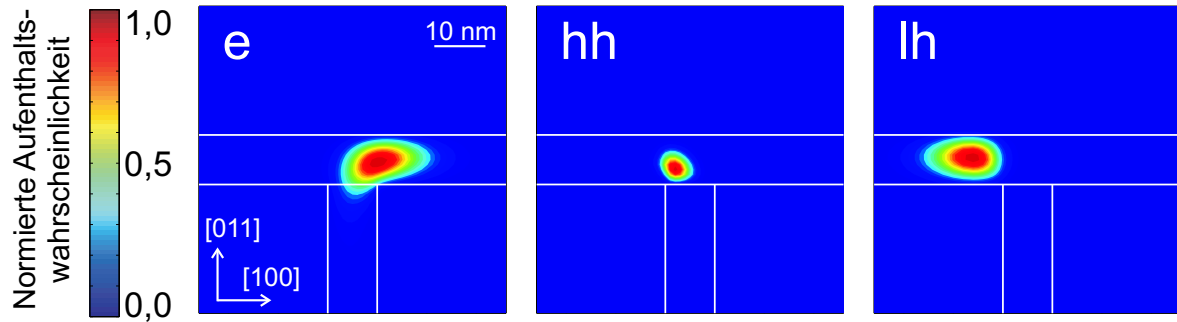 Normierte Aufenthalts-
wahrscheinlichkeit
1,0
0,5
0,0
e
10 nm
[011]
[100]
hh
lh